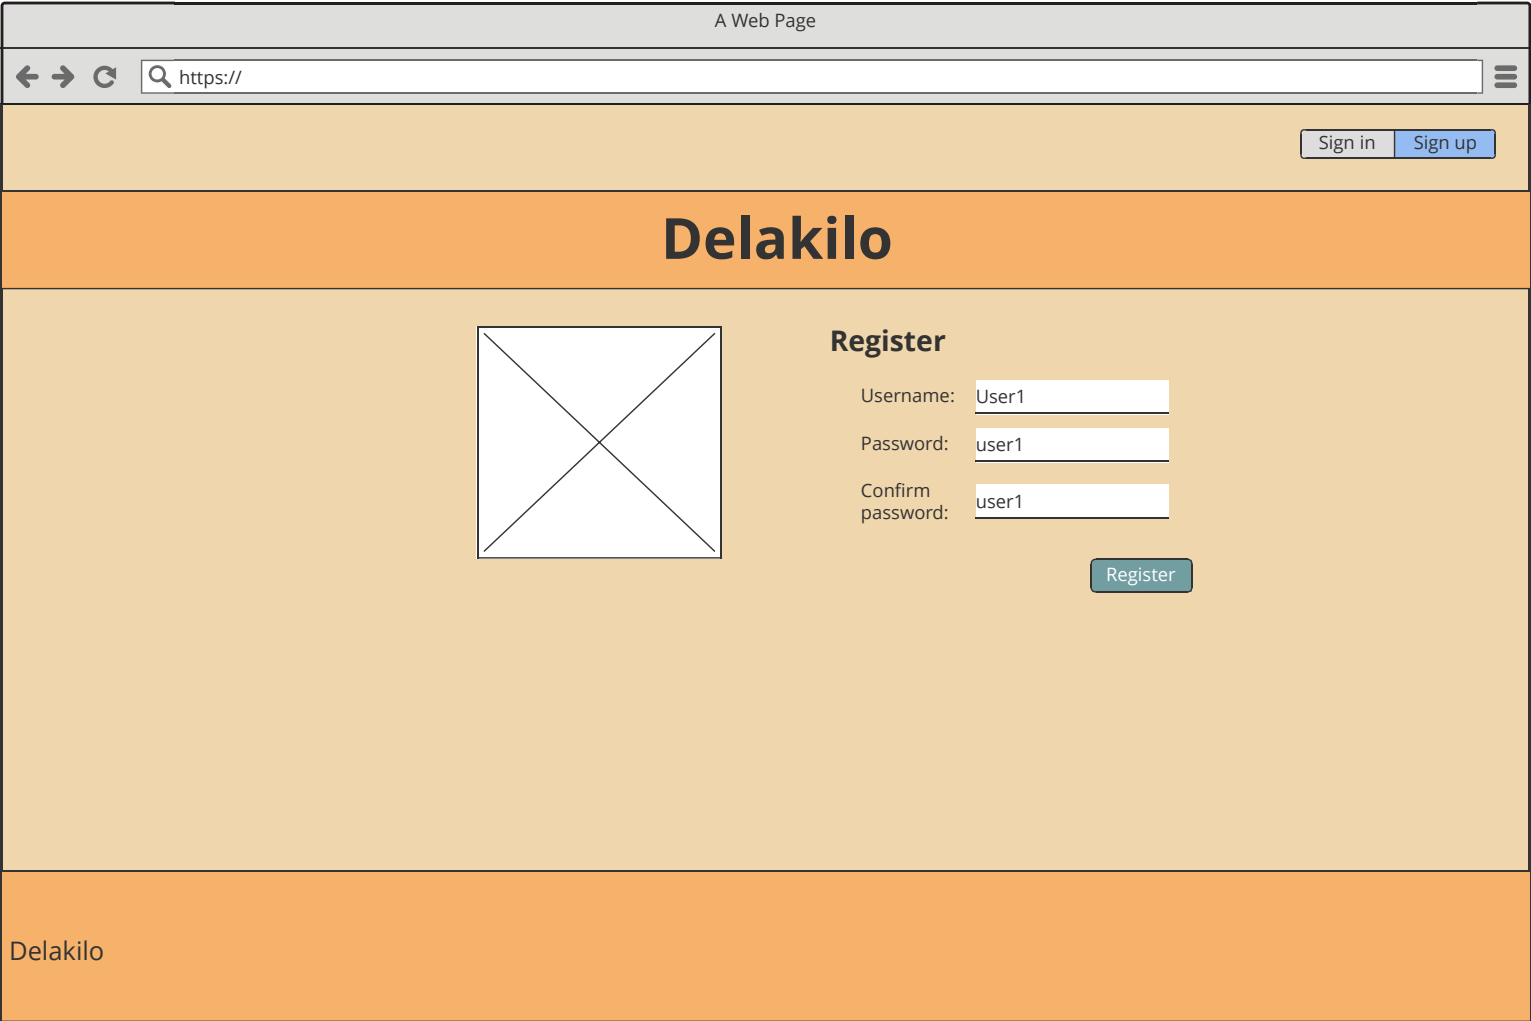 A Web Page
https://
Sign in Sign up
Delakilo
Register
Username: User1
Password: user1
Confirm
password: user1
Register
Delakilo